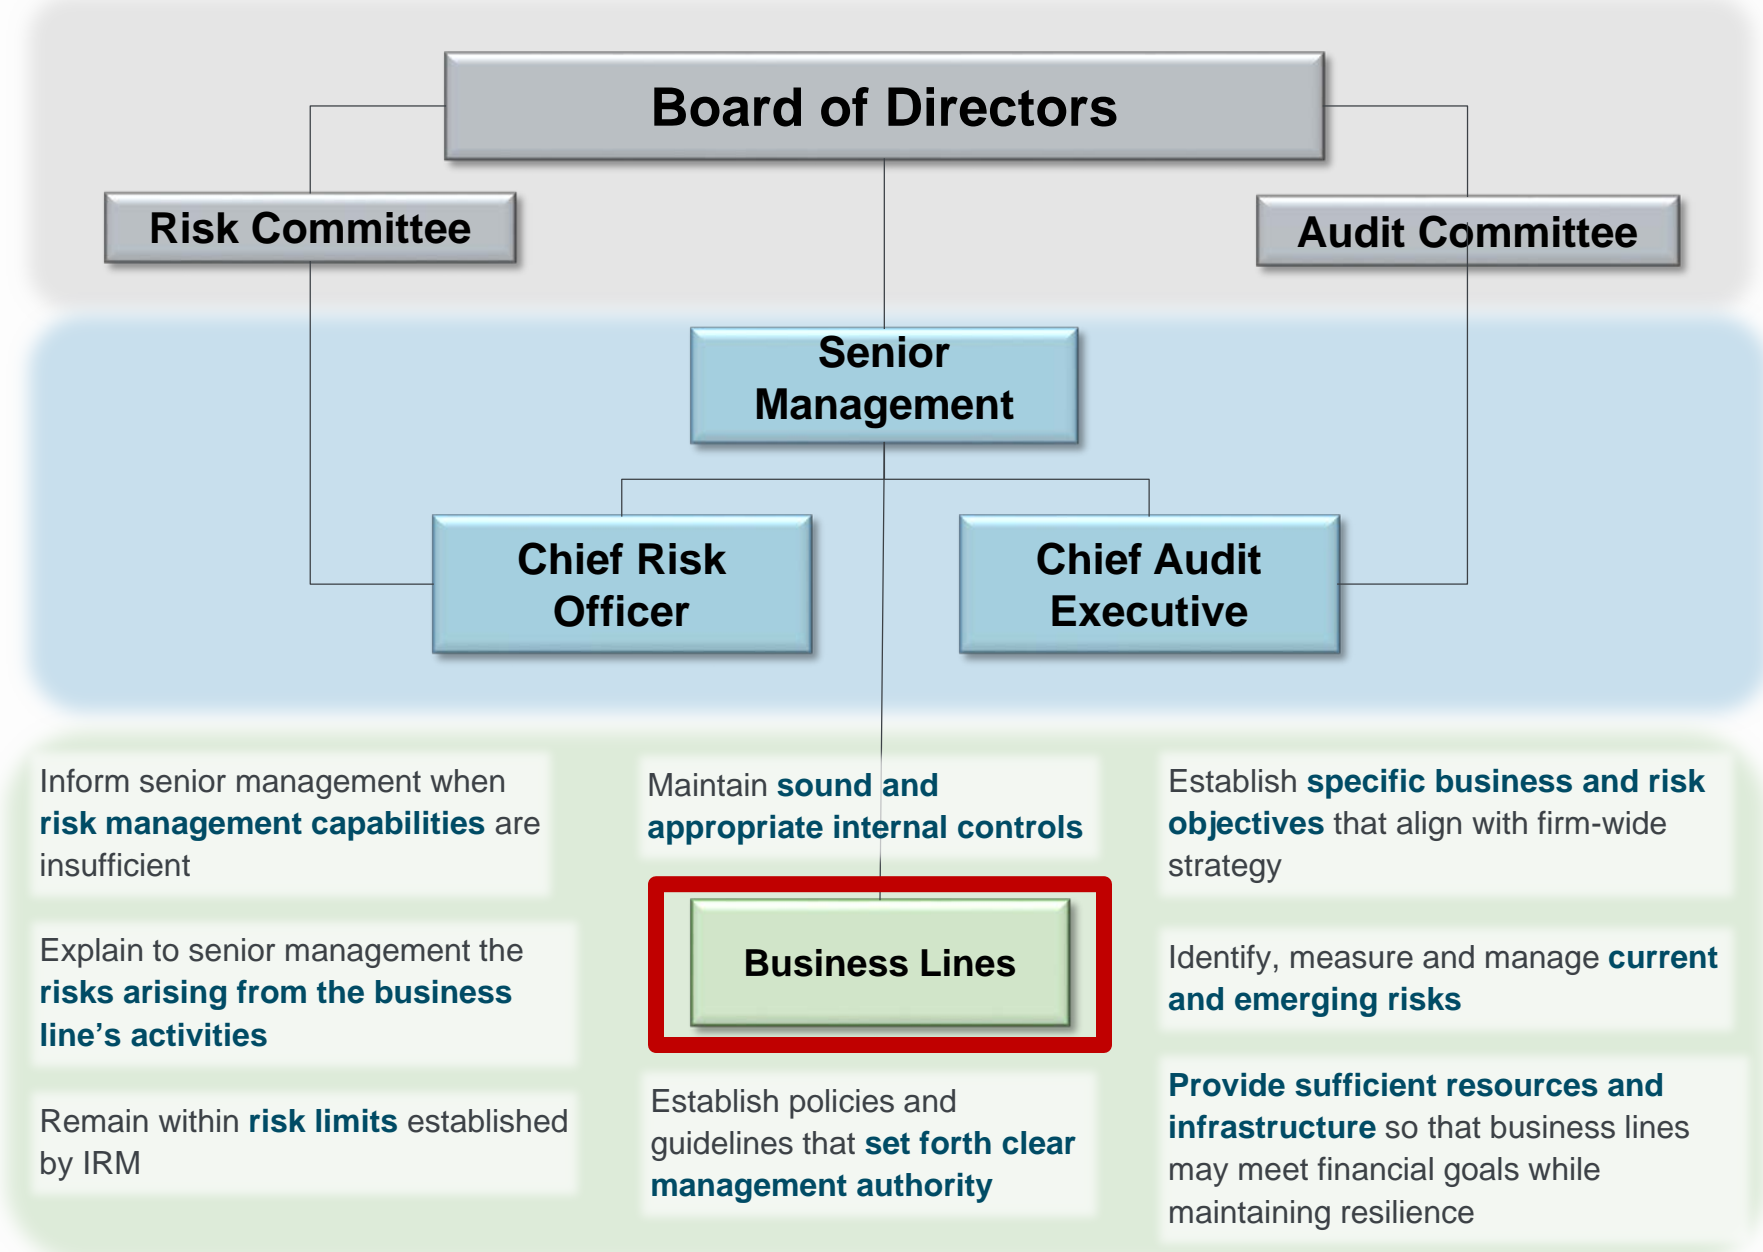 Board of Directors
Risk Committee
Audit Committee
Senior
Management
Chief Risk
Officer
Chief Audit
Executive
Inform senior management when
risk management capabilities are
insufficient
Maintain sound and
appropriate internal controls
Establish specific business and risk
objectives that align with firm-wide
strategy
Explain to senior management the
risks arising from the business
line’s activities
Business Lines
Identify, measure and manage current
and emerging risks
Remain within risk limits established
by IRM
Establish policies and
guidelines that set forth clear
management authority
Provide sufficient resources and
infrastructure so that business lines
may meet financial goals while
maintaining resilience